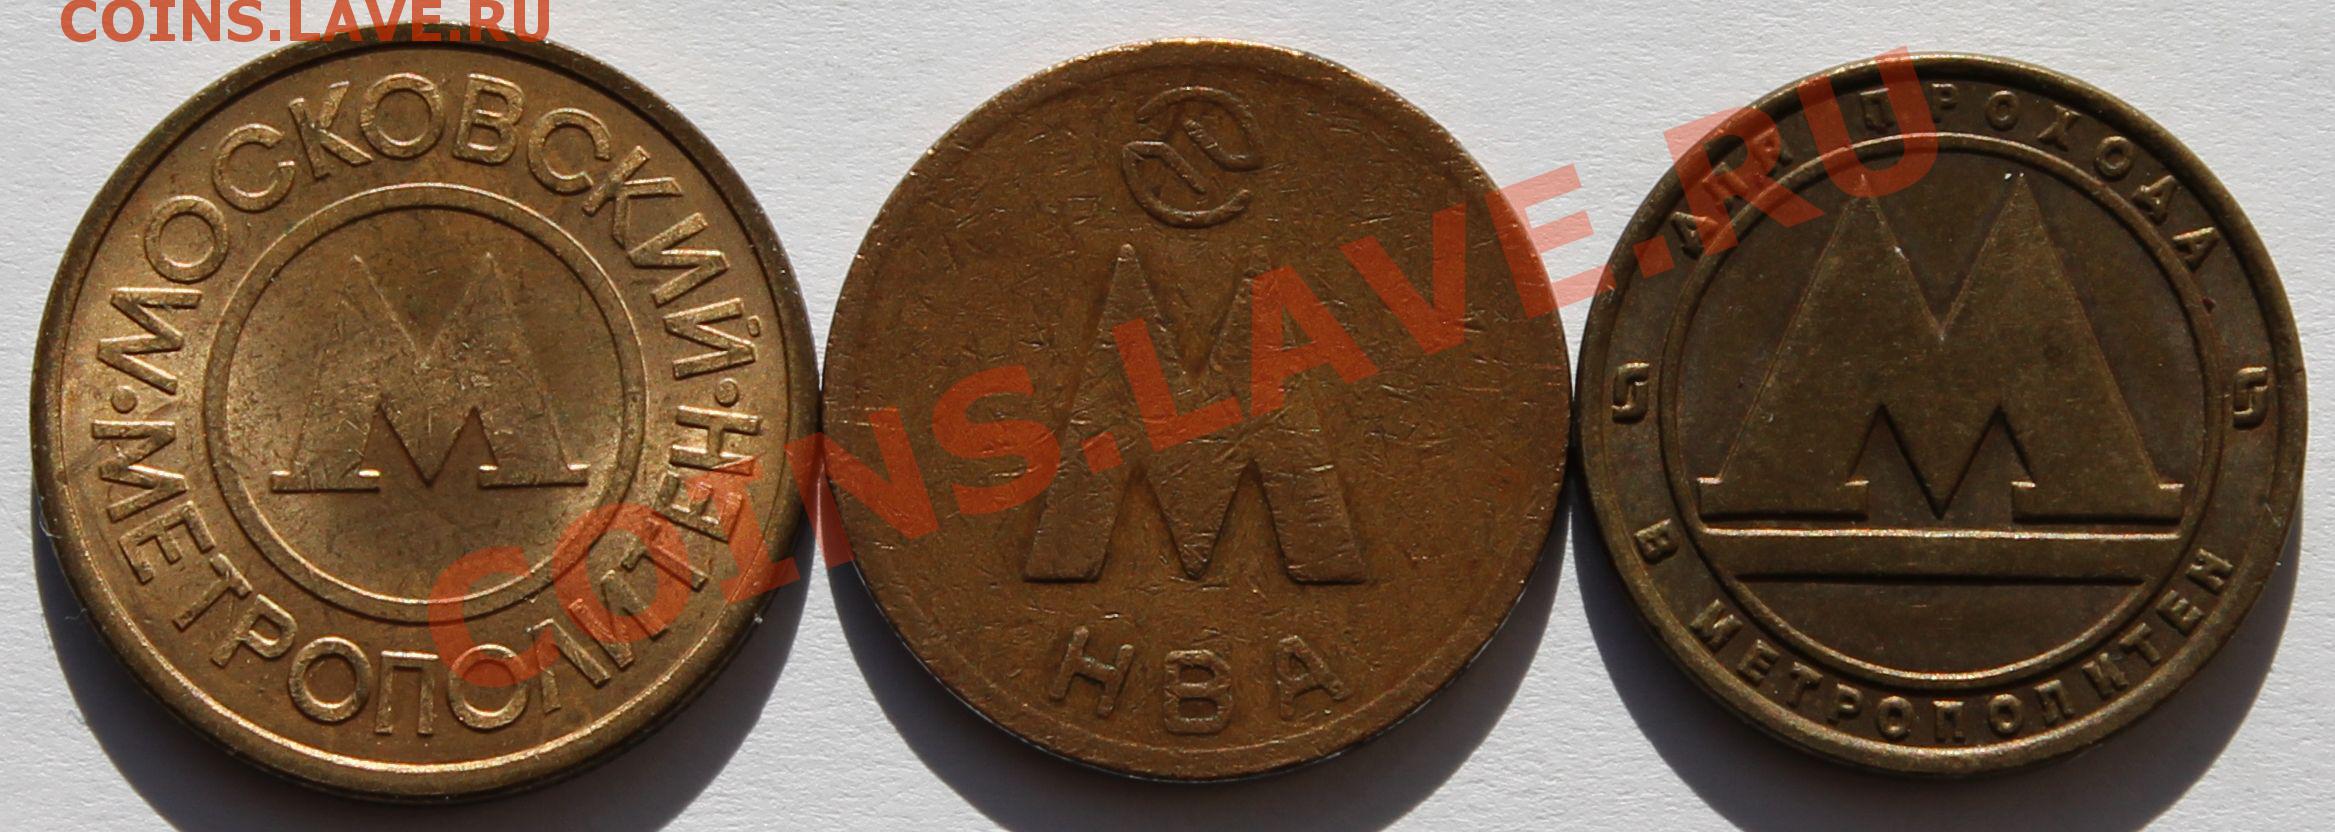 COINS.LAVE.RU
·МОСКОВСКИЙ·
МЕТРОПОЛИТЕН
М
М
НВА
ДЛЯ ПРОХОДА
М
В МЕТРОПОЛИТЕН
COINS.LAVE.RU